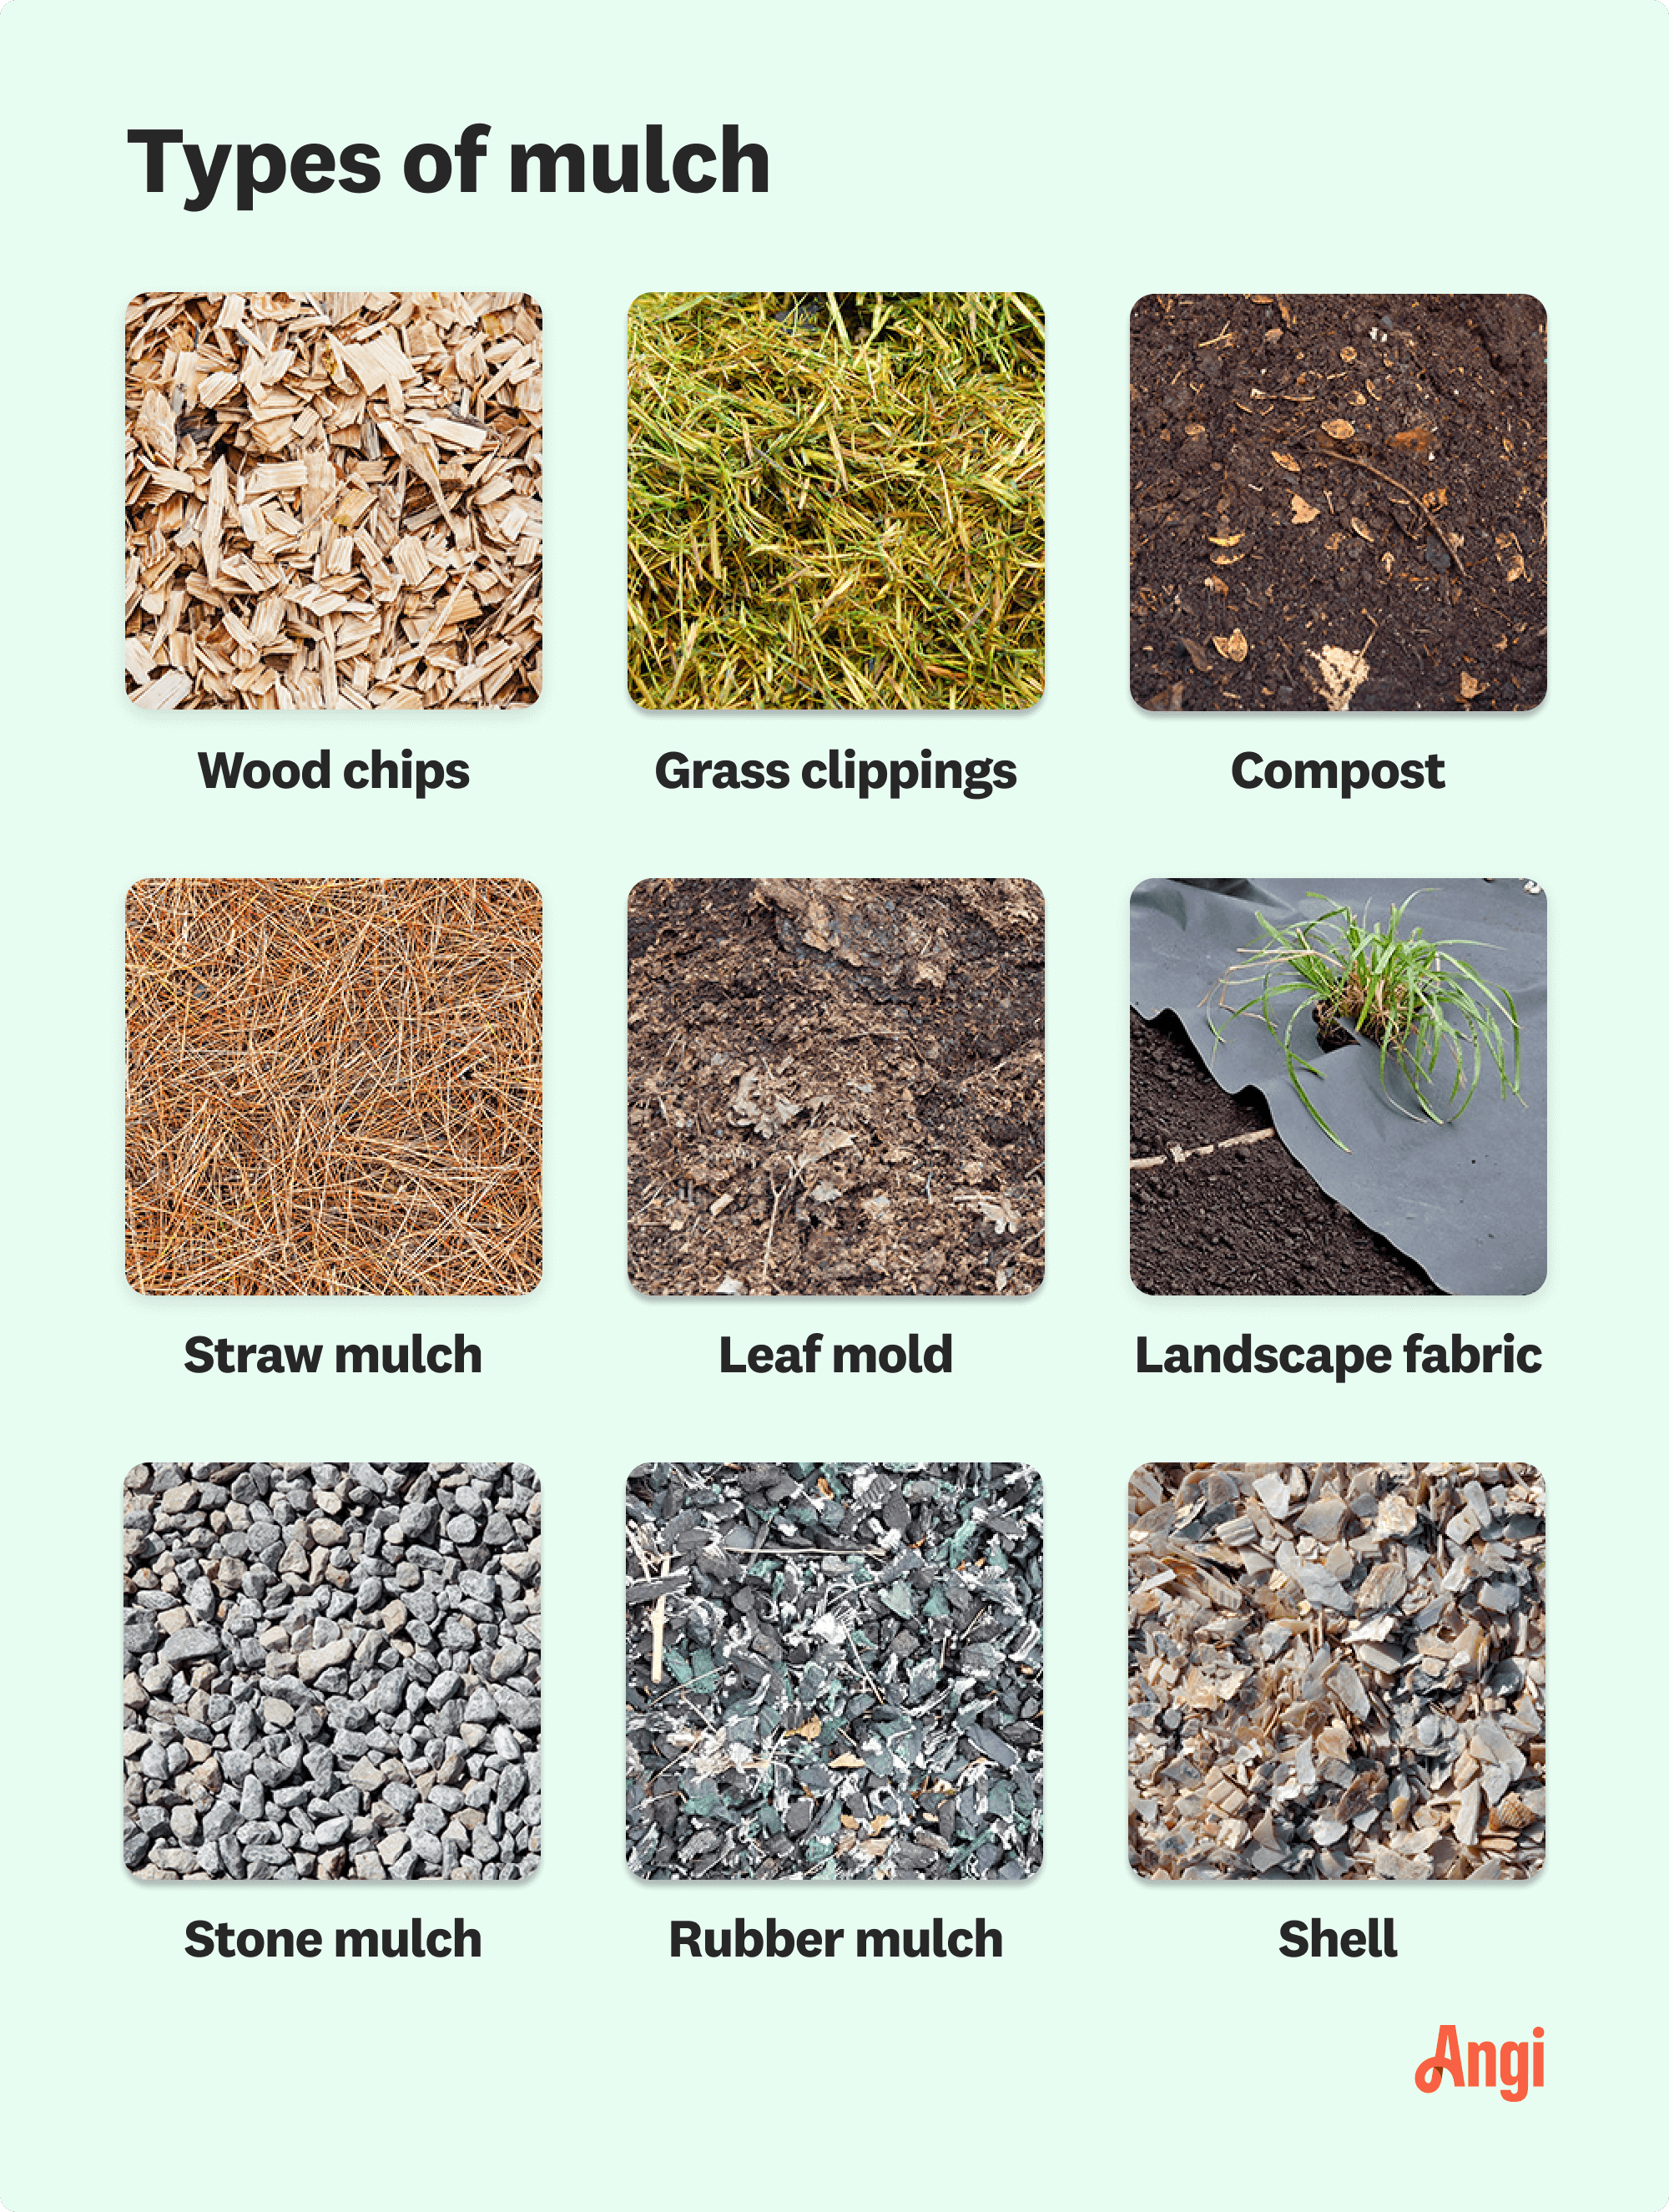 Types of mulch
Wood chips
Grass clippings
Compost
Straw mulch
Leaf mold
Landscape fabric
Stone mulch
Rubber mulch
Shell
Angi